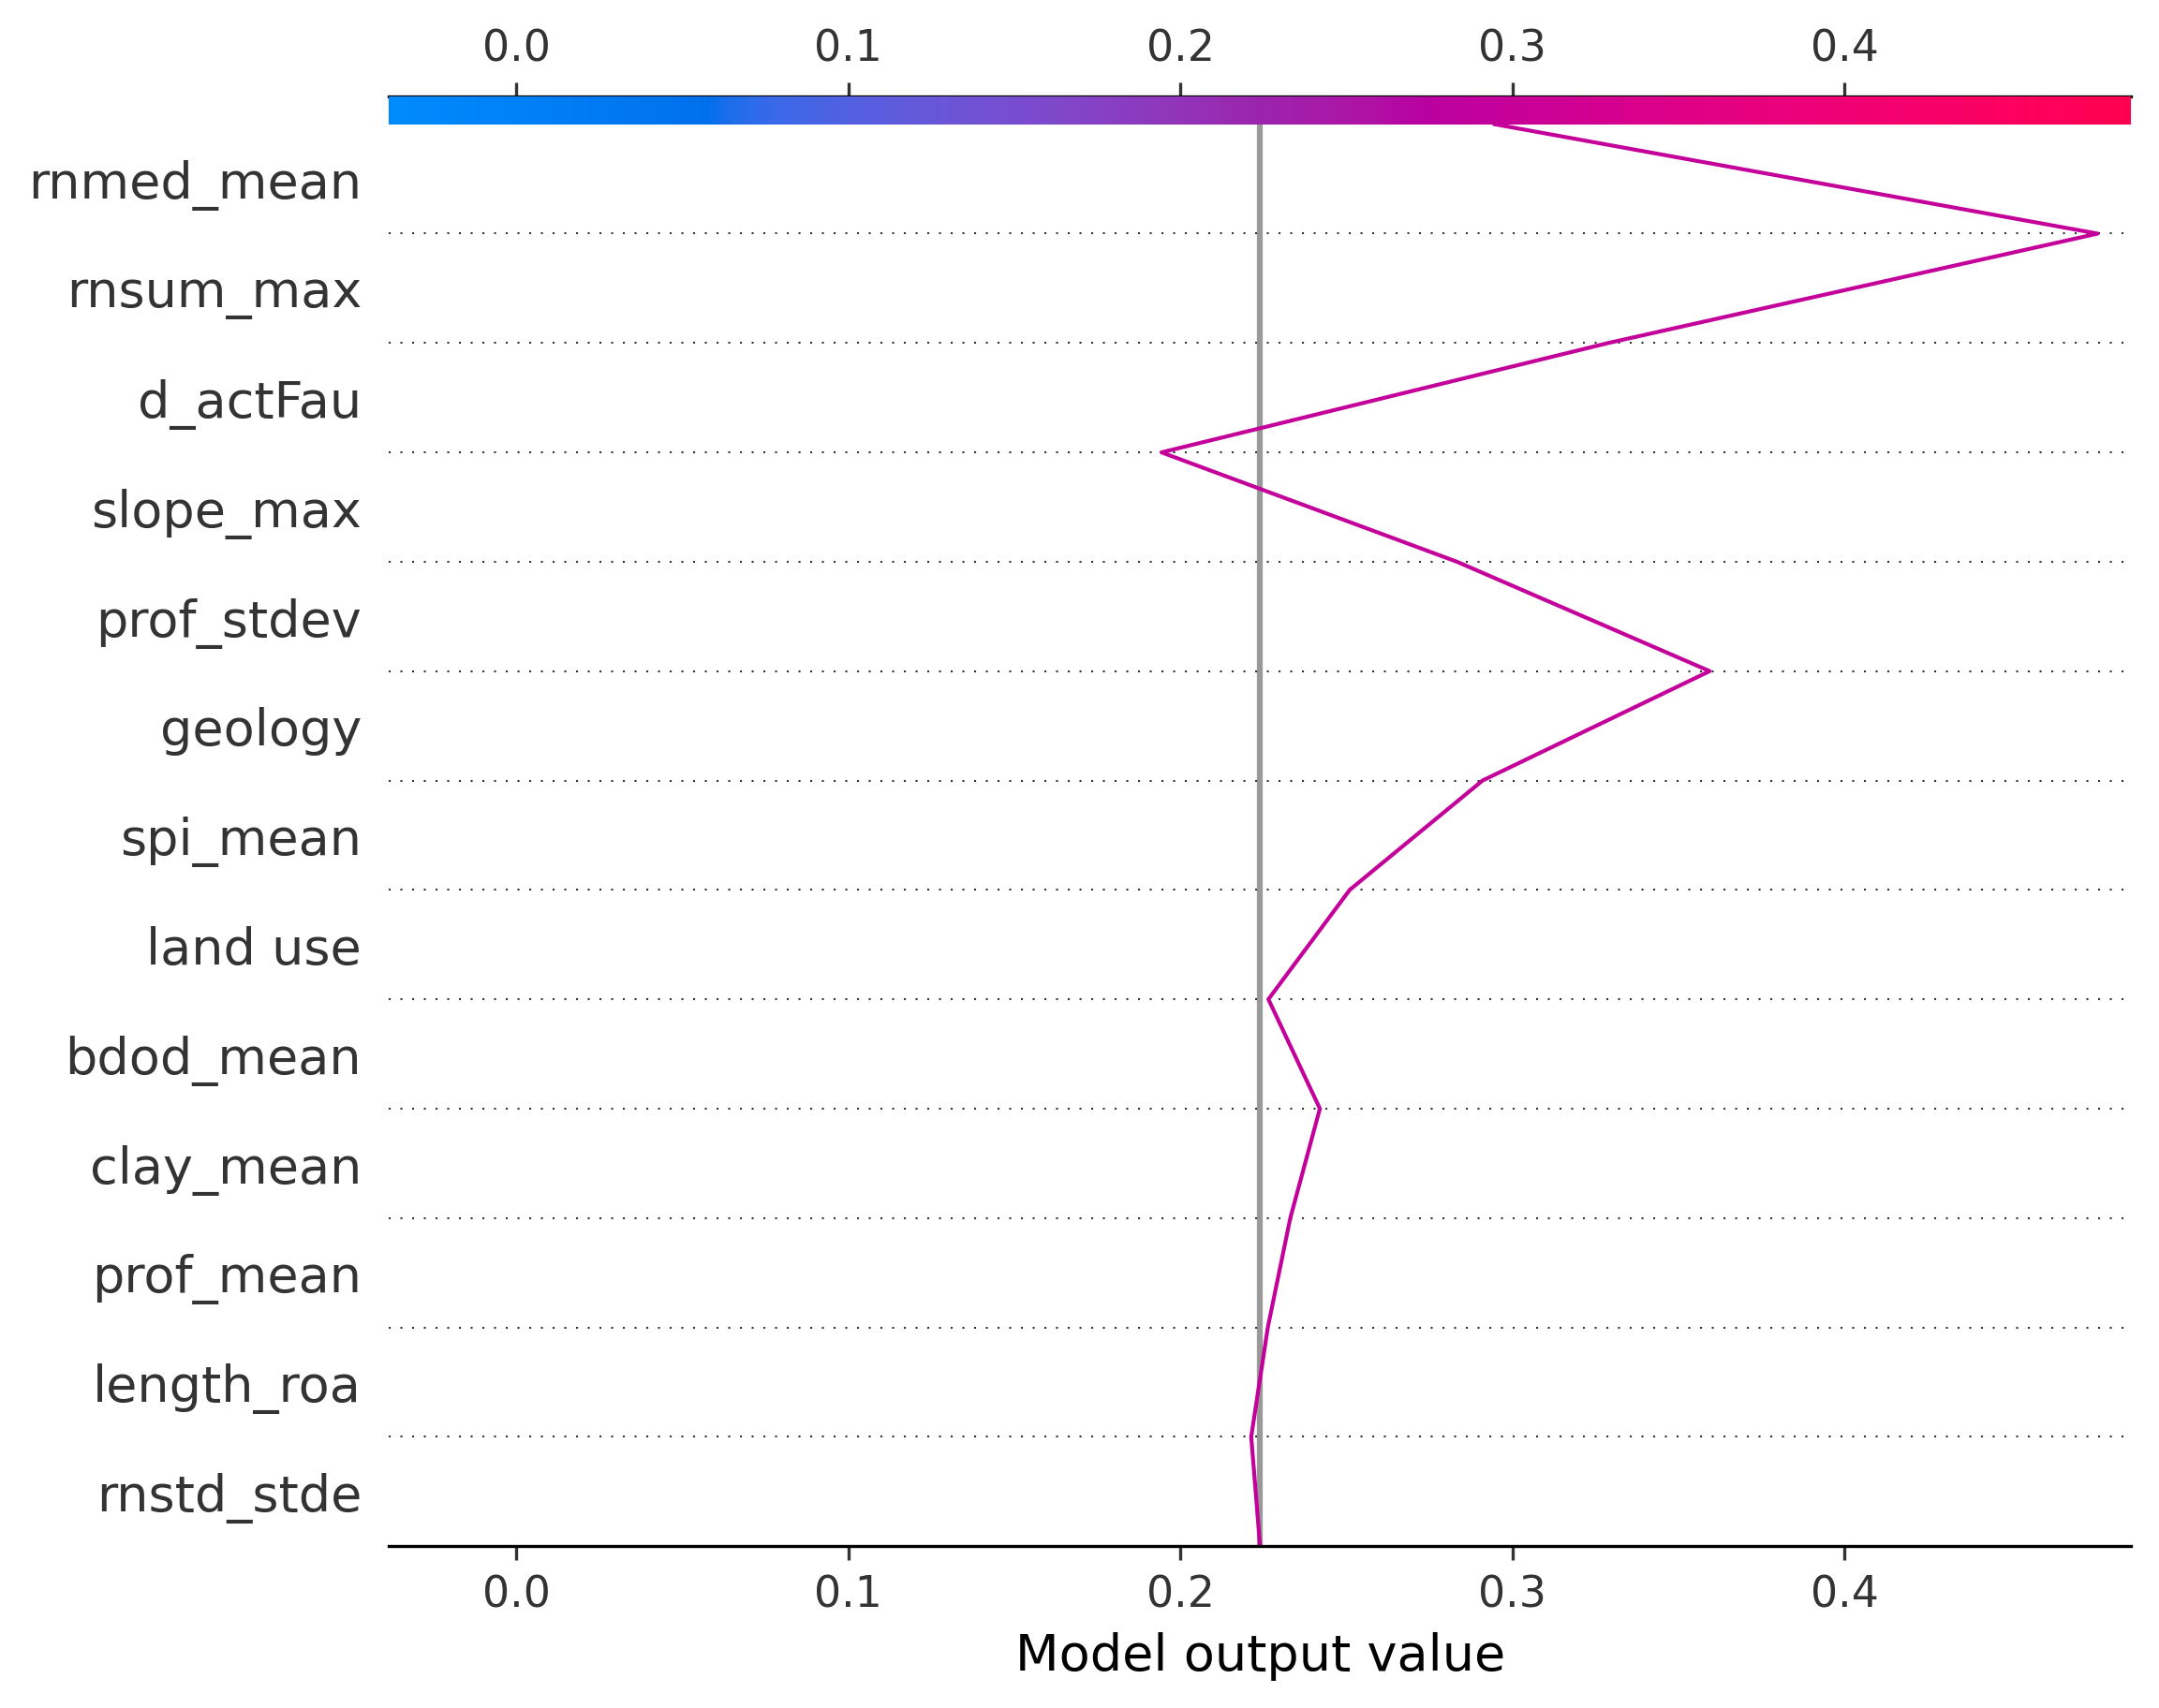 0.0 0.1 0.2 0.3 0.4
rnmed_mean
rnsum_max
d_actFau
slope_max
prof_stdev
geology
spi_mean
land use
bdod_mean
clay_mean
prof_mean
length_roa
rnstd_stde
0.0 0.1 0.2 0.3 0.4
Model output value